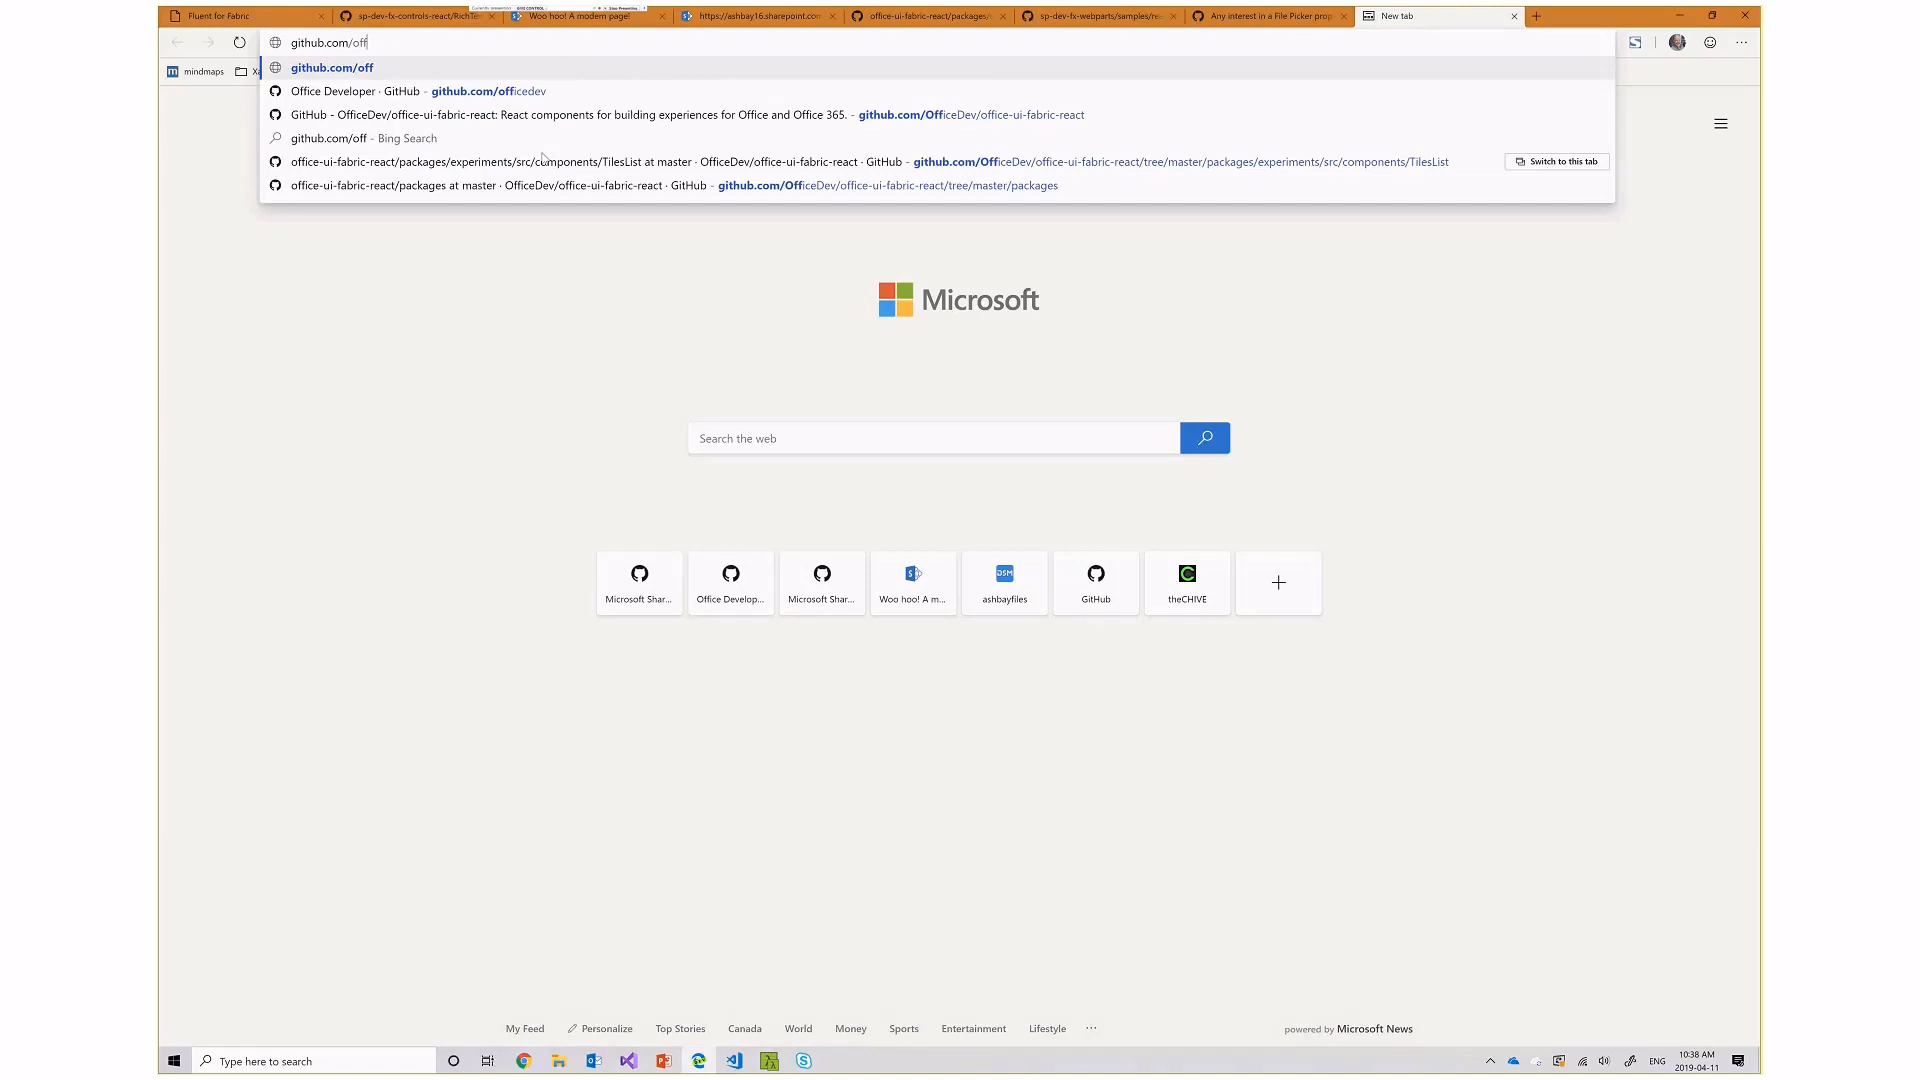 Fluent for Fabric
sp-dev-fx-controls-react/RichTe
Woo hoo! A modern page!
https://ashbay16.sharepoint.com
office-ui-fabric-react/packages/
sp-dev-fx-webparts/samples/re
Any interest in a File Picker prop
New tab
GIVE CONTROL
Stop Presenting
github.com/off
mindmaps
Xa
github.com/off
Office Developer · GitHub - github.com/officedev
GitHub - OfficeDev/office-ui-fabric-react: React components for building experiences for Office and Office 365. - github.com/OfficeDev/office-ui-fabric-react
github.com/off - Bing Search
office-ui-fabric-react/packages/experiments/src/components/TilesList at master · OfficeDev/office-ui-fabric-react · GitHub - github.com/OfficeDev/office-ui-fabric-react/tree/master/packages/experiments/src/components/TilesList
Switch to this tab
office-ui-fabric-react/packages at master · OfficeDev/office-ui-fabric-react · GitHub - github.com/OfficeDev/office-ui-fabric-react/tree/master/packages
Microsoft
Search the web
DSM
Microsoft Shar...
Office Develop...
Microsoft Shar...
Woo hoo! A m...
ashbayfiles
GitHub
theCHIVE
My Feed
Personalize
Top Stories
Canada
World
Money
Sports
Entertainment
Lifestyle
...
powered by Microsoft News
Type here to search
ENG
10:38 AM
2019-04-11